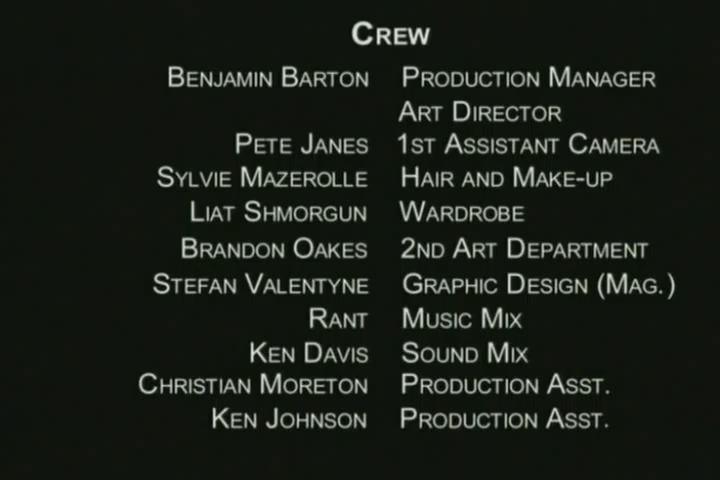 CREW
BENJAMIN BARTON PRODUCTION MANAGER
ART DIRECTOR
PETE JANES 1ST ASSISTANT CAMERA
SYLVIE MAZEROLLE HAIR AND MAKE-UP
LIAT SHMORGUN WARDROBE
BRANDON OAKES 2ND ART DEPARTMENT
STEFAN VALENTYNE GRAPHIC DESIGN (MAG.)
RANT MUSIC MIX
KEN DAVIS SOUND MIX
CHRISTIAN MORETON PRODUCTION ASST.
KEN JOHNSON PRODUCTION ASST.